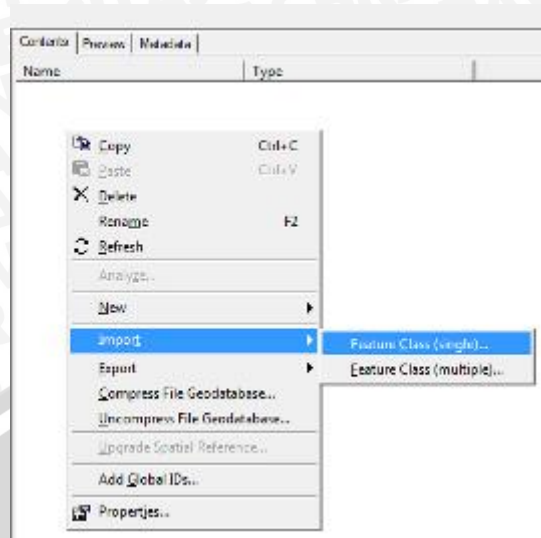 Contents Preview Metadata
Name Type
Copy Ctrl+C
Paste Ctrl+V
Delete
Rename F2
Refresh
Analyze...
New
Import
Feature Class (single)...
Export
Feature Class (multiple)...
Compress File Geodatabase...
Uncompress File Geodatabase...
Upgrade Spatial Reference...
Add Global IDs...
Properties...